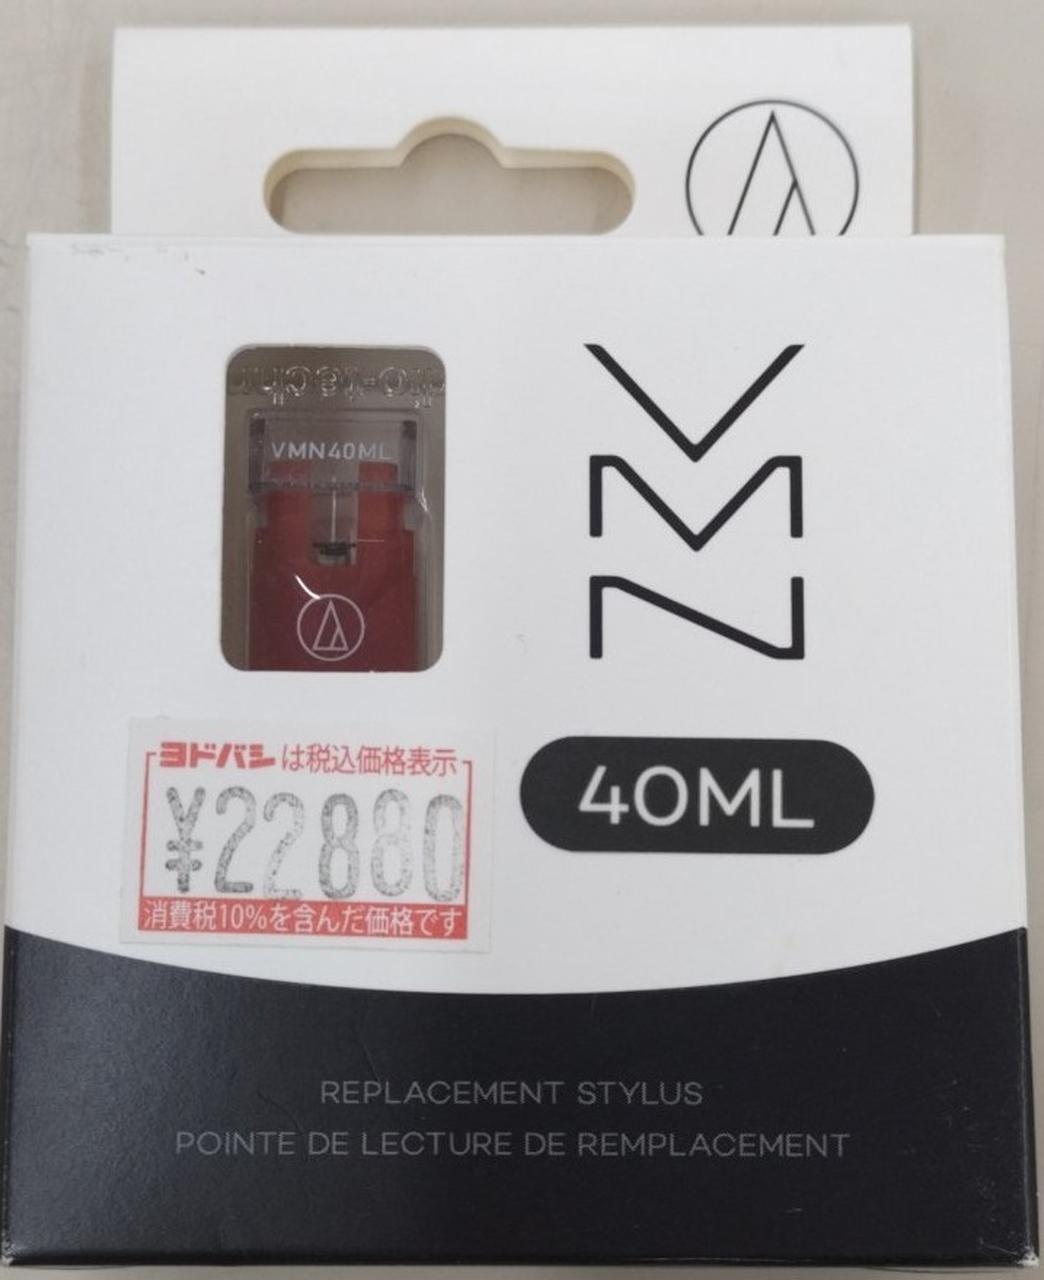 VMN40ML
VMN
40ML
ヨドバシは税込価格表示
¥22880
消費税10%を含んだ価格です
REPLACEMENT STYLUS
POINTE DE LECTURE DE REMPLACEMENT